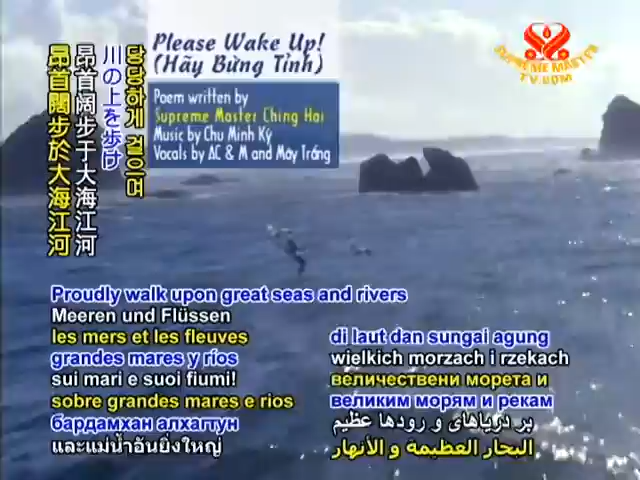 Please Wake Up!
(Hãy Bừng Tỉnh)
Poem written by
Supreme Master Ching Hai
Music by Chu Minh Ký
Vocals by AC & M and Mây Trắng
SUPREME MASTER
TV.COM
당당하게 걸으며
川の上を歩け
昂首阔步于大海江河
昂首闊步於大海江河
Proudly walk upon great seas and rivers
Meeren und Flüssen
les mers et les fleuves
grandes mares y ríos
sui mari e suoi fiumi!
sobre grandes mares e rios
бардамхан алхагтун
และแม่น้ำอันยิ่งใหญ่
di laut dan sungai agung
wielkich morzach i rzekach
величествени морета и
великим морям и рекам
بر دریاهای و رودها عظیم
البحار العظيمة و الأنهار